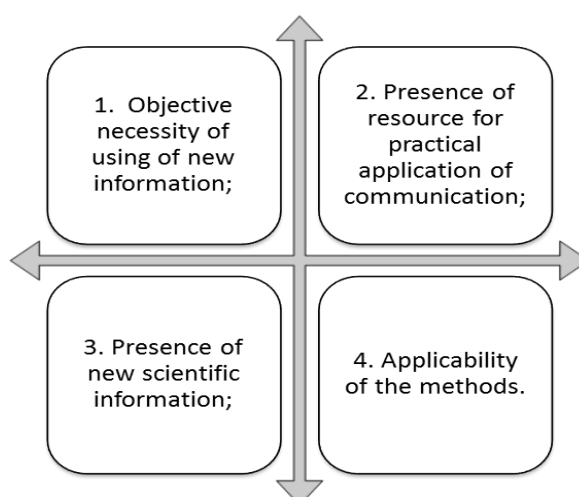 1. Objective
necessity of
using of new
information;
2. Presence of
resource for
practical
application of
communication;
3. Presence of
new scientific
information;
4. Applicability
of the methods.